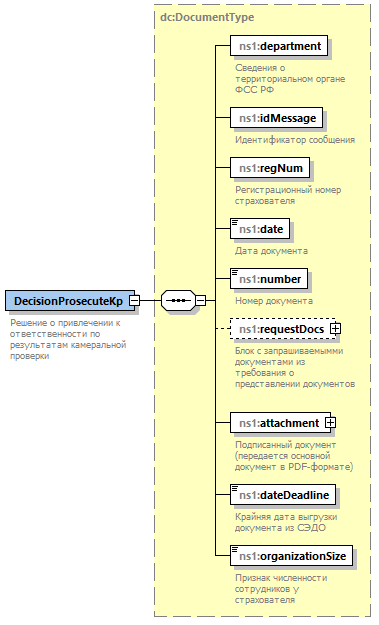 dc:DocumentType
ns1:department
Сведения о
территориальном органе
ФСС РФ
ns1:idMessage
Идентификатор сообщения
ns1:regNum
Регистрационный номер
страхователя
ns1:date
Дата документа
ns1:number
Номер документа
DecisionProsecuteKp
Решение о привлечении к
ответственности по
результатам камеральной
проверки
ns1:requestDocs
Блок с запрашиваемымми
документами из
требования о
представлении документов
ns1:attachment
Подписанный документ
(передается основной
документ в PDF-формате)
ns1:dateDeadline
Крайняя дата выгрузки
документа из СЭДО
ns1:organizationSize
Признак численности
сотрудников у
страхователя